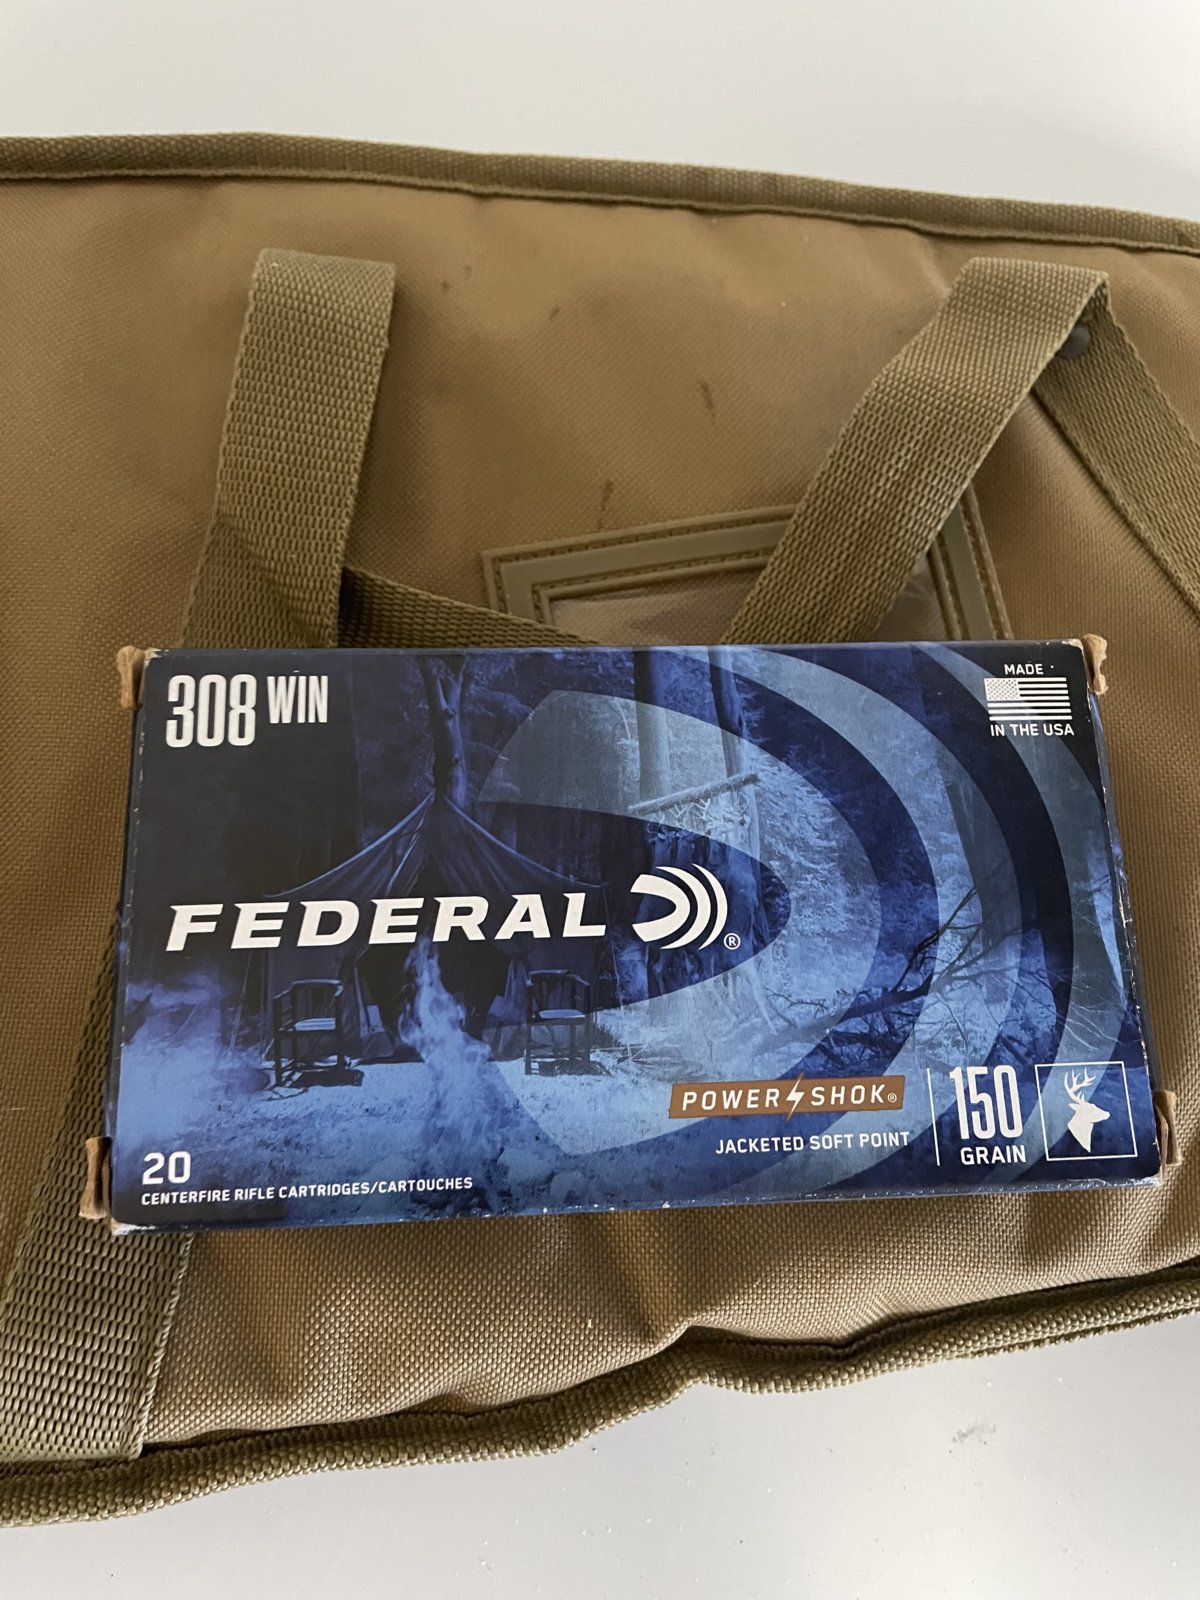 308 WIN
MADE
IN THE USA
FEDERAL®
POWER SHOK®
JACKETED SOFT POINT
150
GRAIN
20
CENTERFIRE RIFLE CARTRIDGES/CARTOUCHES